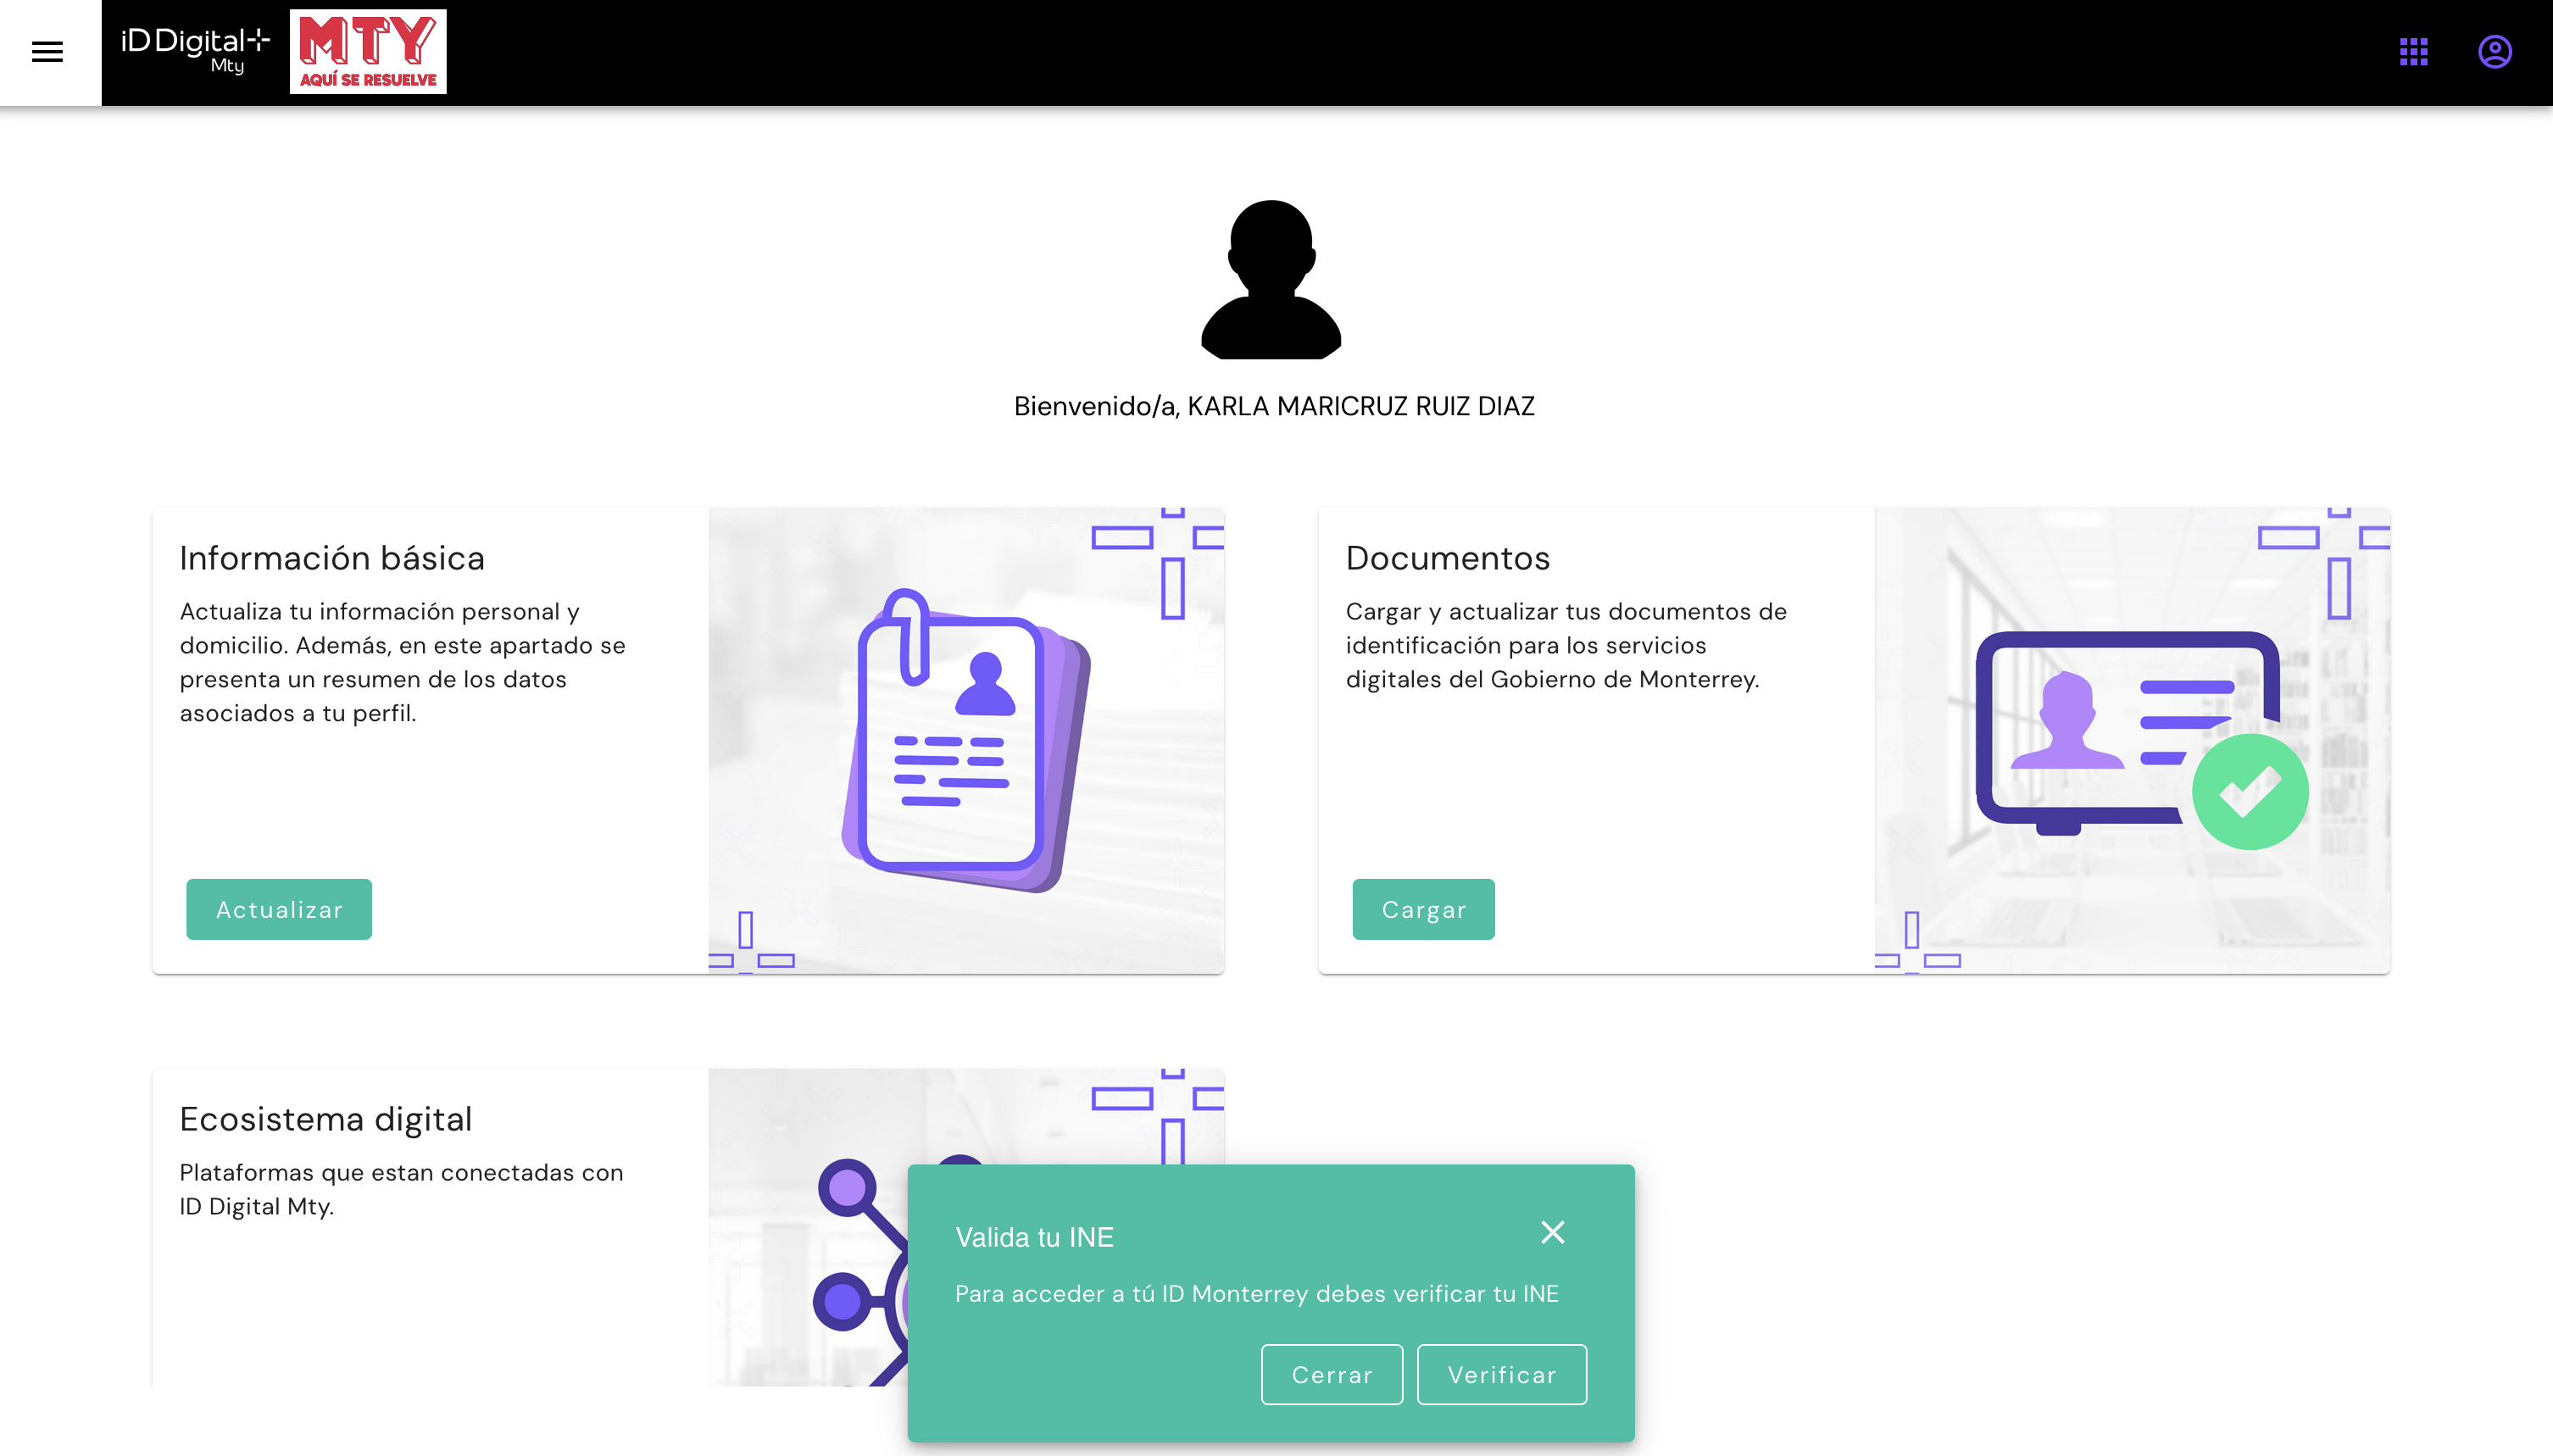 iD Digital
Mty
MTY
AQUÍ SE RESUELVE
Bienvenido/a, KARLA MARICRUZ RUIZ DIAZ
Información básica
Actualiza tu información personal y
domicilio. Además, en este apartado se
presenta un resumen de los datos
asociados a tu perfil.
Actualizar
Documentos
Cargar y actualizar tus documentos de
identificación para los servicios
digitales del Gobierno de Monterrey.
Cargar
Ecosistema digital
Plataformas que estan conectadas con
ID Digital Mty.
Valida tu INE
Para acceder a tú ID Monterrey debes verificar tu INE
Cerrar
Verificar